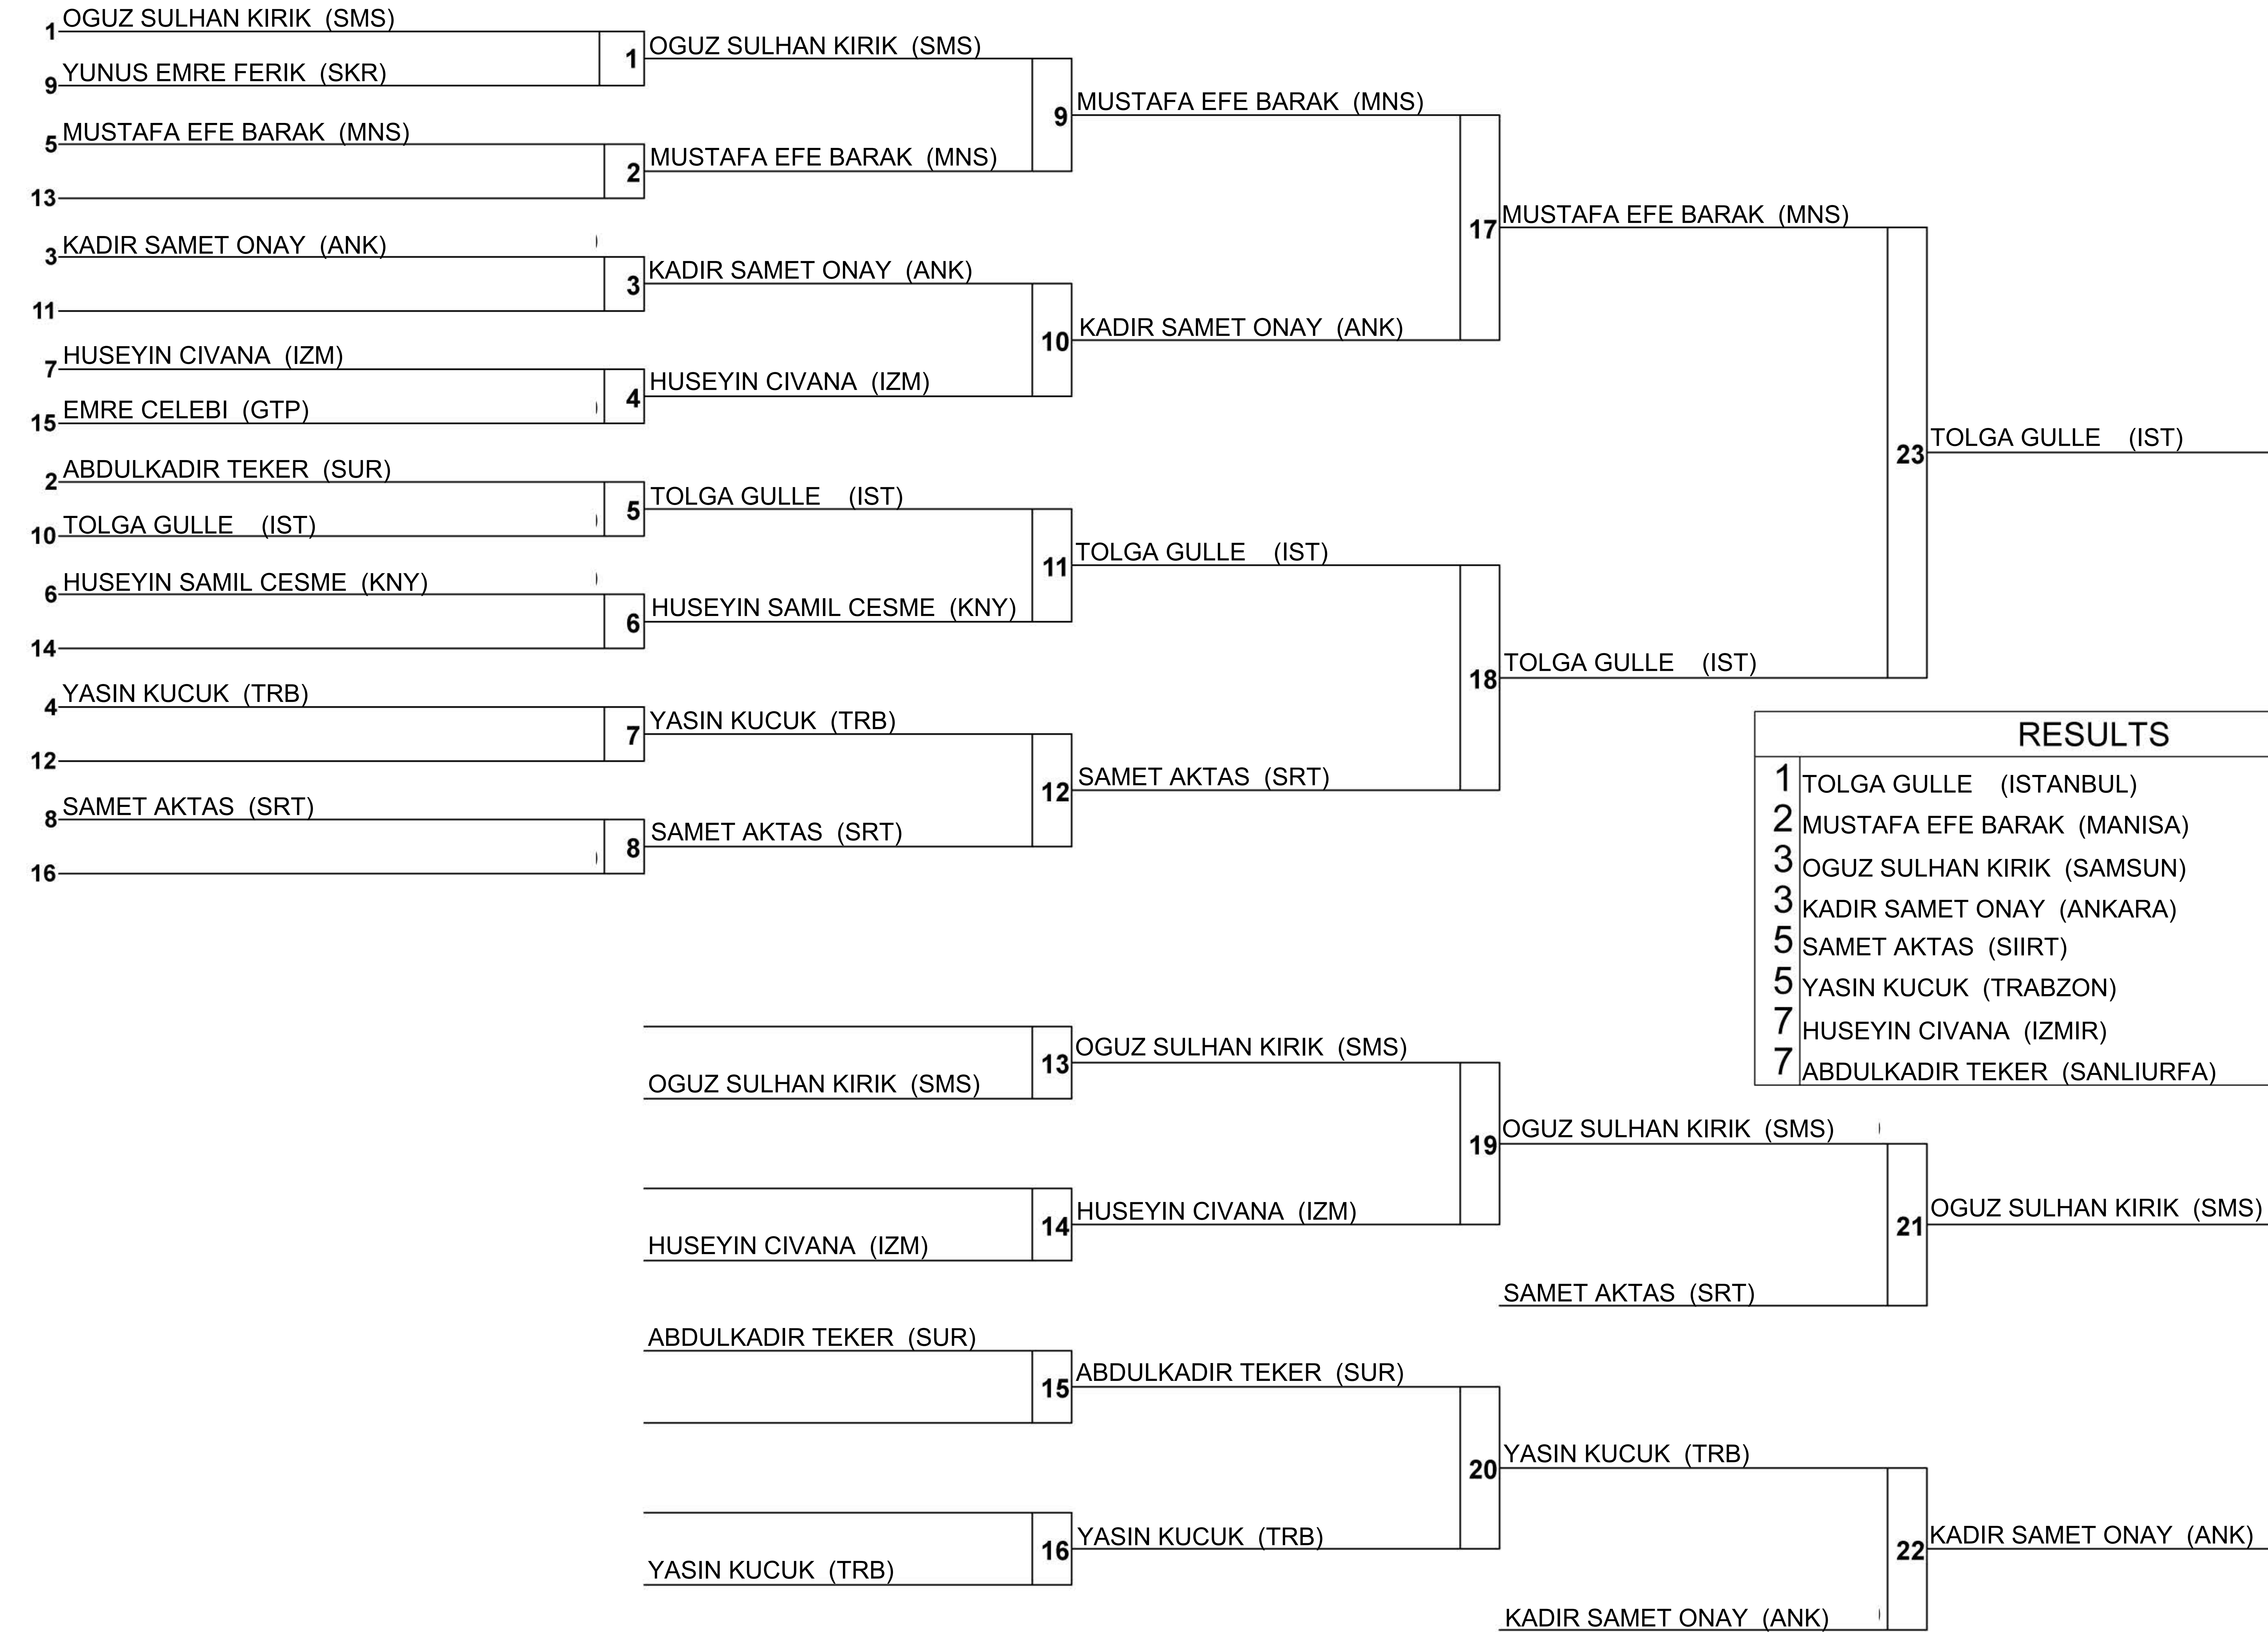 1 OGUZ SULHAN KIRIK (SMS)
9 YUNUS EMRE FERIK (SKR)
5 MUSTAFA EFE BARAK (MNS)
13
3 KADIR SAMET ONAY (ANK)
11
7 HUSEYIN CIVANA (IZM)
15 EMRE CELEBI (GTP)
2 ABDULKADIR TEKER (SUR)
10 TOLGA GULLE (IST)
6 HUSEYIN SAMIL CESME (KNY)
14
4 YASIN KUCUK (TRB)
12
8 SAMET AKTAS (SRT)
16
1 OGUZ SULHAN KIRIK (SMS)
2 MUSTAFA EFE BARAK (MNS)
3 KADIR SAMET ONAY (ANK)
4 HUSEYIN CIVANA (IZM)
5 TOLGA GULLE (IST)
6 HUSEYIN SAMIL CESME (KNY)
7 YASIN KUCUK (TRB)
8 SAMET AKTAS (SRT)
9 MUSTAFA EFE BARAK (MNS)
10 KADIR SAMET ONAY (ANK)
11 TOLGA GULLE (IST)
12 SAMET AKTAS (SRT)
17 MUSTAFA EFE BARAK (MNS)
18 TOLGA GULLE (IST)
23 TOLGA GULLE (IST)
RESULTS
1 TOLGA GULLE (ISTANBUL)
2 MUSTAFA EFE BARAK (MANISA)
3 OGUZ SULHAN KIRIK (SAMSUN)
3 KADIR SAMET ONAY (ANKARA)
5 SAMET AKTAS (SIIRT)
5 YASIN KUCUK (TRABZON)
7 HUSEYIN CIVANA (IZMIR)
7 ABDULKADIR TEKER (SANLIURFA)
OGUZ SULHAN KIRIK (SMS)
HUSEYIN CIVANA (IZM)
ABDULKADIR TEKER (SUR)
YASIN KUCUK (TRB)
13 OGUZ SULHAN KIRIK (SMS)
14 HUSEYIN CIVANA (IZM)
15 ABDULKADIR TEKER (SUR)
16 YASIN KUCUK (TRB)
19 OGUZ SULHAN KIRIK (SMS)
SAMET AKTAS (SRT)
20 YASIN KUCUK (TRB)
KADIR SAMET ONAY (ANK)
21 OGUZ SULHAN KIRIK (SMS)
22 KADIR SAMET ONAY (ANK)